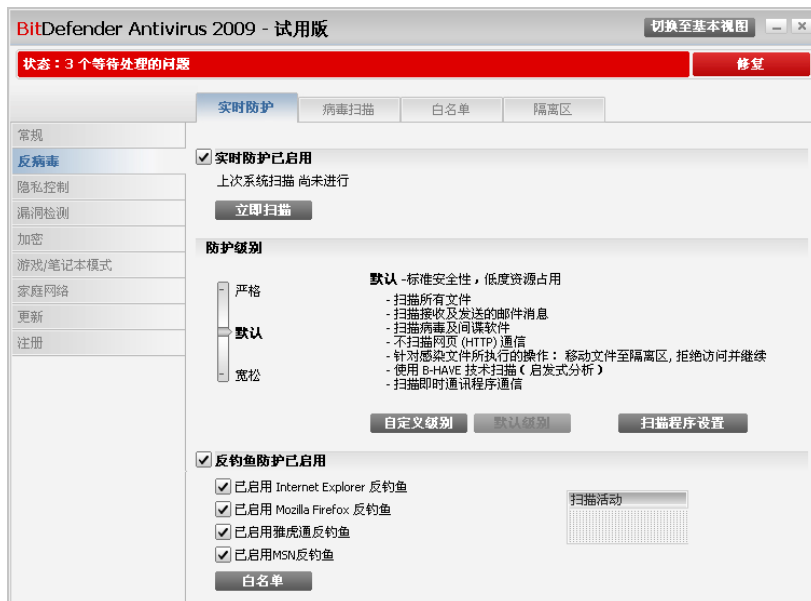 BitDefender Antivirus 2009 - 试用版
切换至基本视图
状态：3 个等待处理的问题
修复
实时防护
病毒扫描
白名单
隔离区
常规
反病毒
隐私控制
漏洞检测
加密
游戏/笔记本模式
家庭网络
更新
注册
实时防护已启用
上次系统扫描 尚未进行
立即扫描
防护级别
严格
默认
宽松
默认 -标准安全性，低度资源占用
- 扫描所有文件
- 扫描接收及发送的邮件消息
- 扫描病毒及间谍软件
- 不扫描网页 (HTTP) 通信
- 针对感染文件所执行的操作： 移动文件至隔离区, 拒绝访问并继续
- 使用 B-HAVE 技术扫描（启发式分析）
- 扫描即时通讯程序通信
自定义级别
默认级别
扫描程序设置
反钓鱼防护已启用
已启用 Internet Explorer 反钓鱼
已启用 Mozilla Firefox 反钓鱼
已启用雅虎通反钓鱼
已启用MSN反钓鱼
白名单
扫描活动